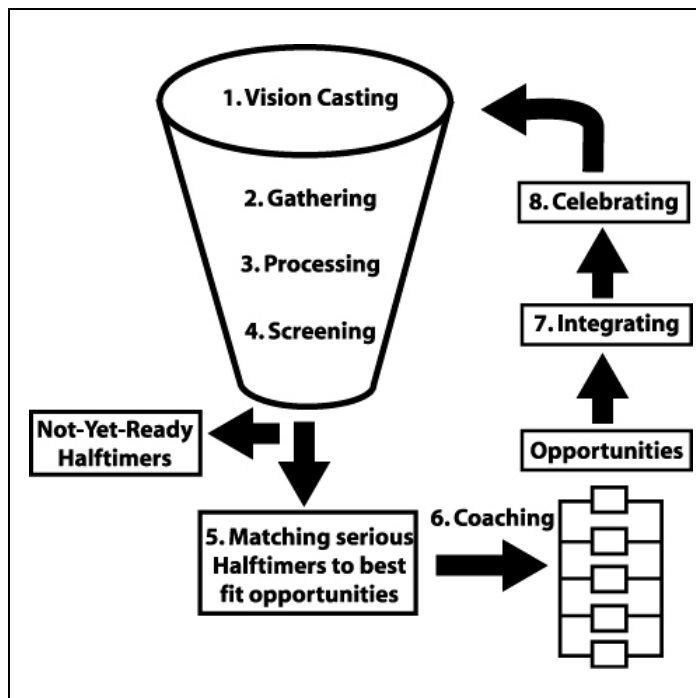 1. Vision Casting
2. Gathering
3. Processing
4. Screening
Not-Yet-Ready
Halftimers
5. Matching serious
Halftimers to best
fit opportunities
6. Coaching
Opportunities
7. Integrating
8. Celebrating